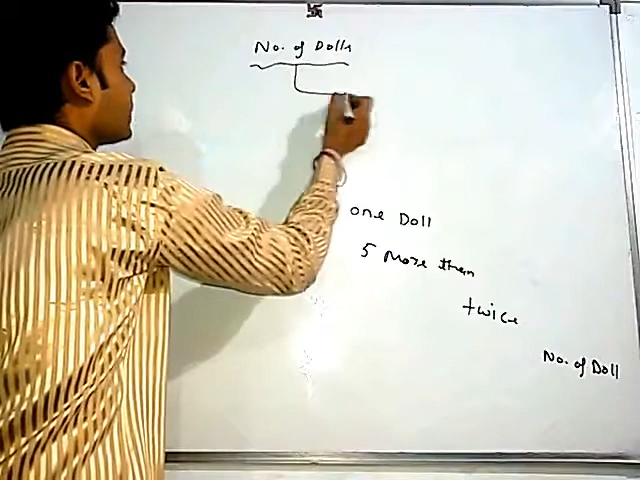 No. of Dolls
one Doll
5 More then
twice
No. of Doll